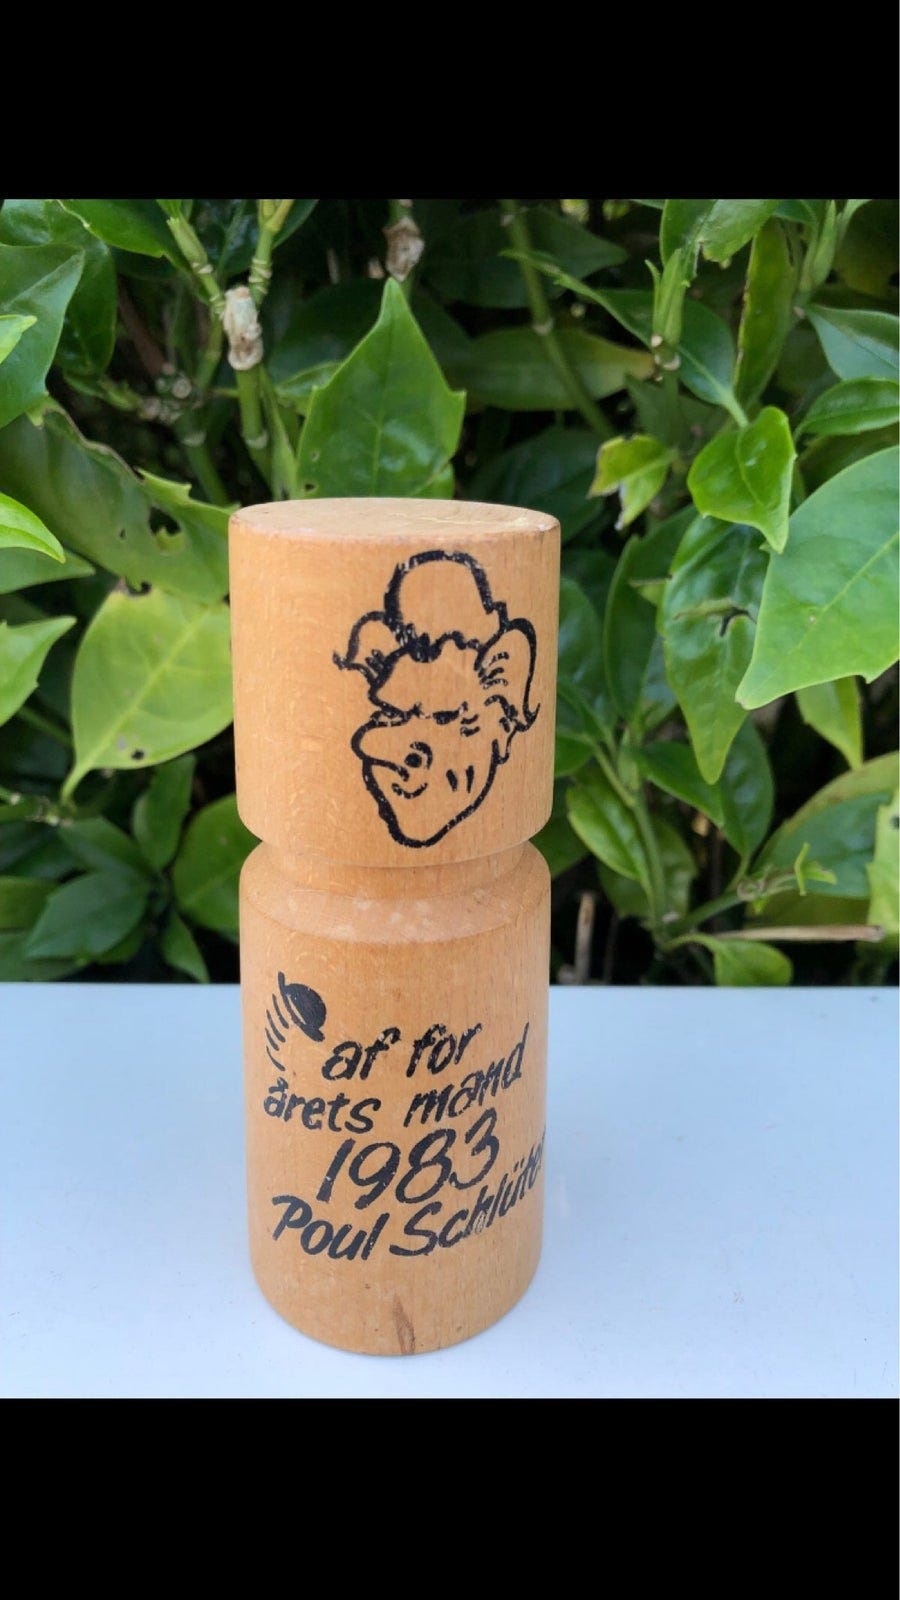 af for
årets mand
1983
Poul Schlüter